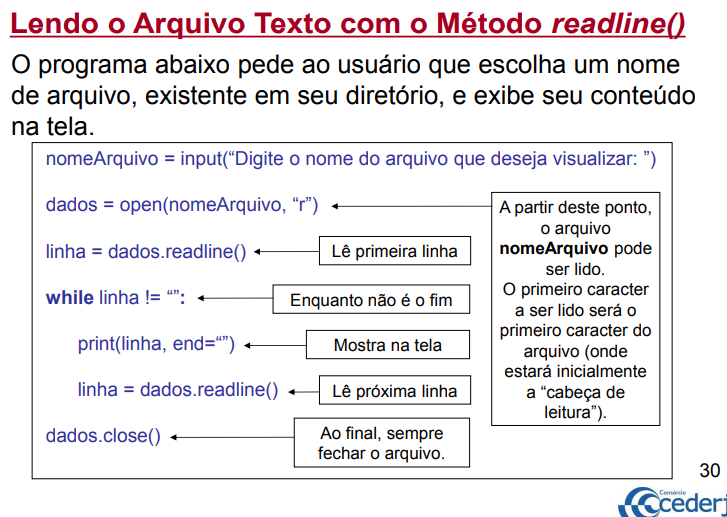 Lendo o Arquivo Texto com o Método readline()
O programa abaixo pede ao usuário que escolha um nome
de arquivo, existente em seu diretório, e exibe seu conteúdo
na tela.
nomeArquivo = input(“Digite o nome do arquivo que deseja visualizar: ”)
dados = open(nomeArquivo, “r”)
linha = dados.readline()
Lê primeira linha
while linha != “”:
Enquanto não é o fim
print(linha, end=“”)
Mostra na tela
linha = dados.readline()
Lê próxima linha
dados.close()
Ao final, sempre
fechar o arquivo.
A partir deste ponto,
o arquivo
nomeArquivo pode
ser lido.
O primeiro caracter
a ser lido será o
primeiro caracter do
arquivo (onde
estará inicialmente
a “cabeça de
leitura”).
30
Consórcio
cederj